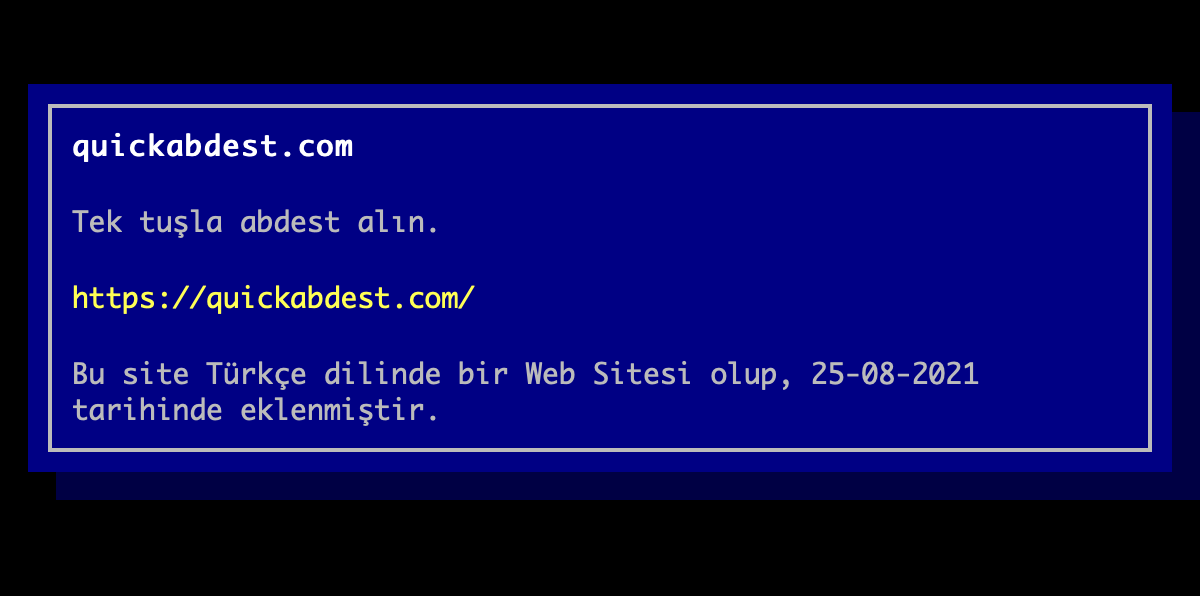 quickabdest.com
Tek tuşla abdest alın.
https://quickabdest.com/
Bu site Türkçe dilinde bir Web Sitesi olup, 25-08-2021
tarihinde eklenmiştir.